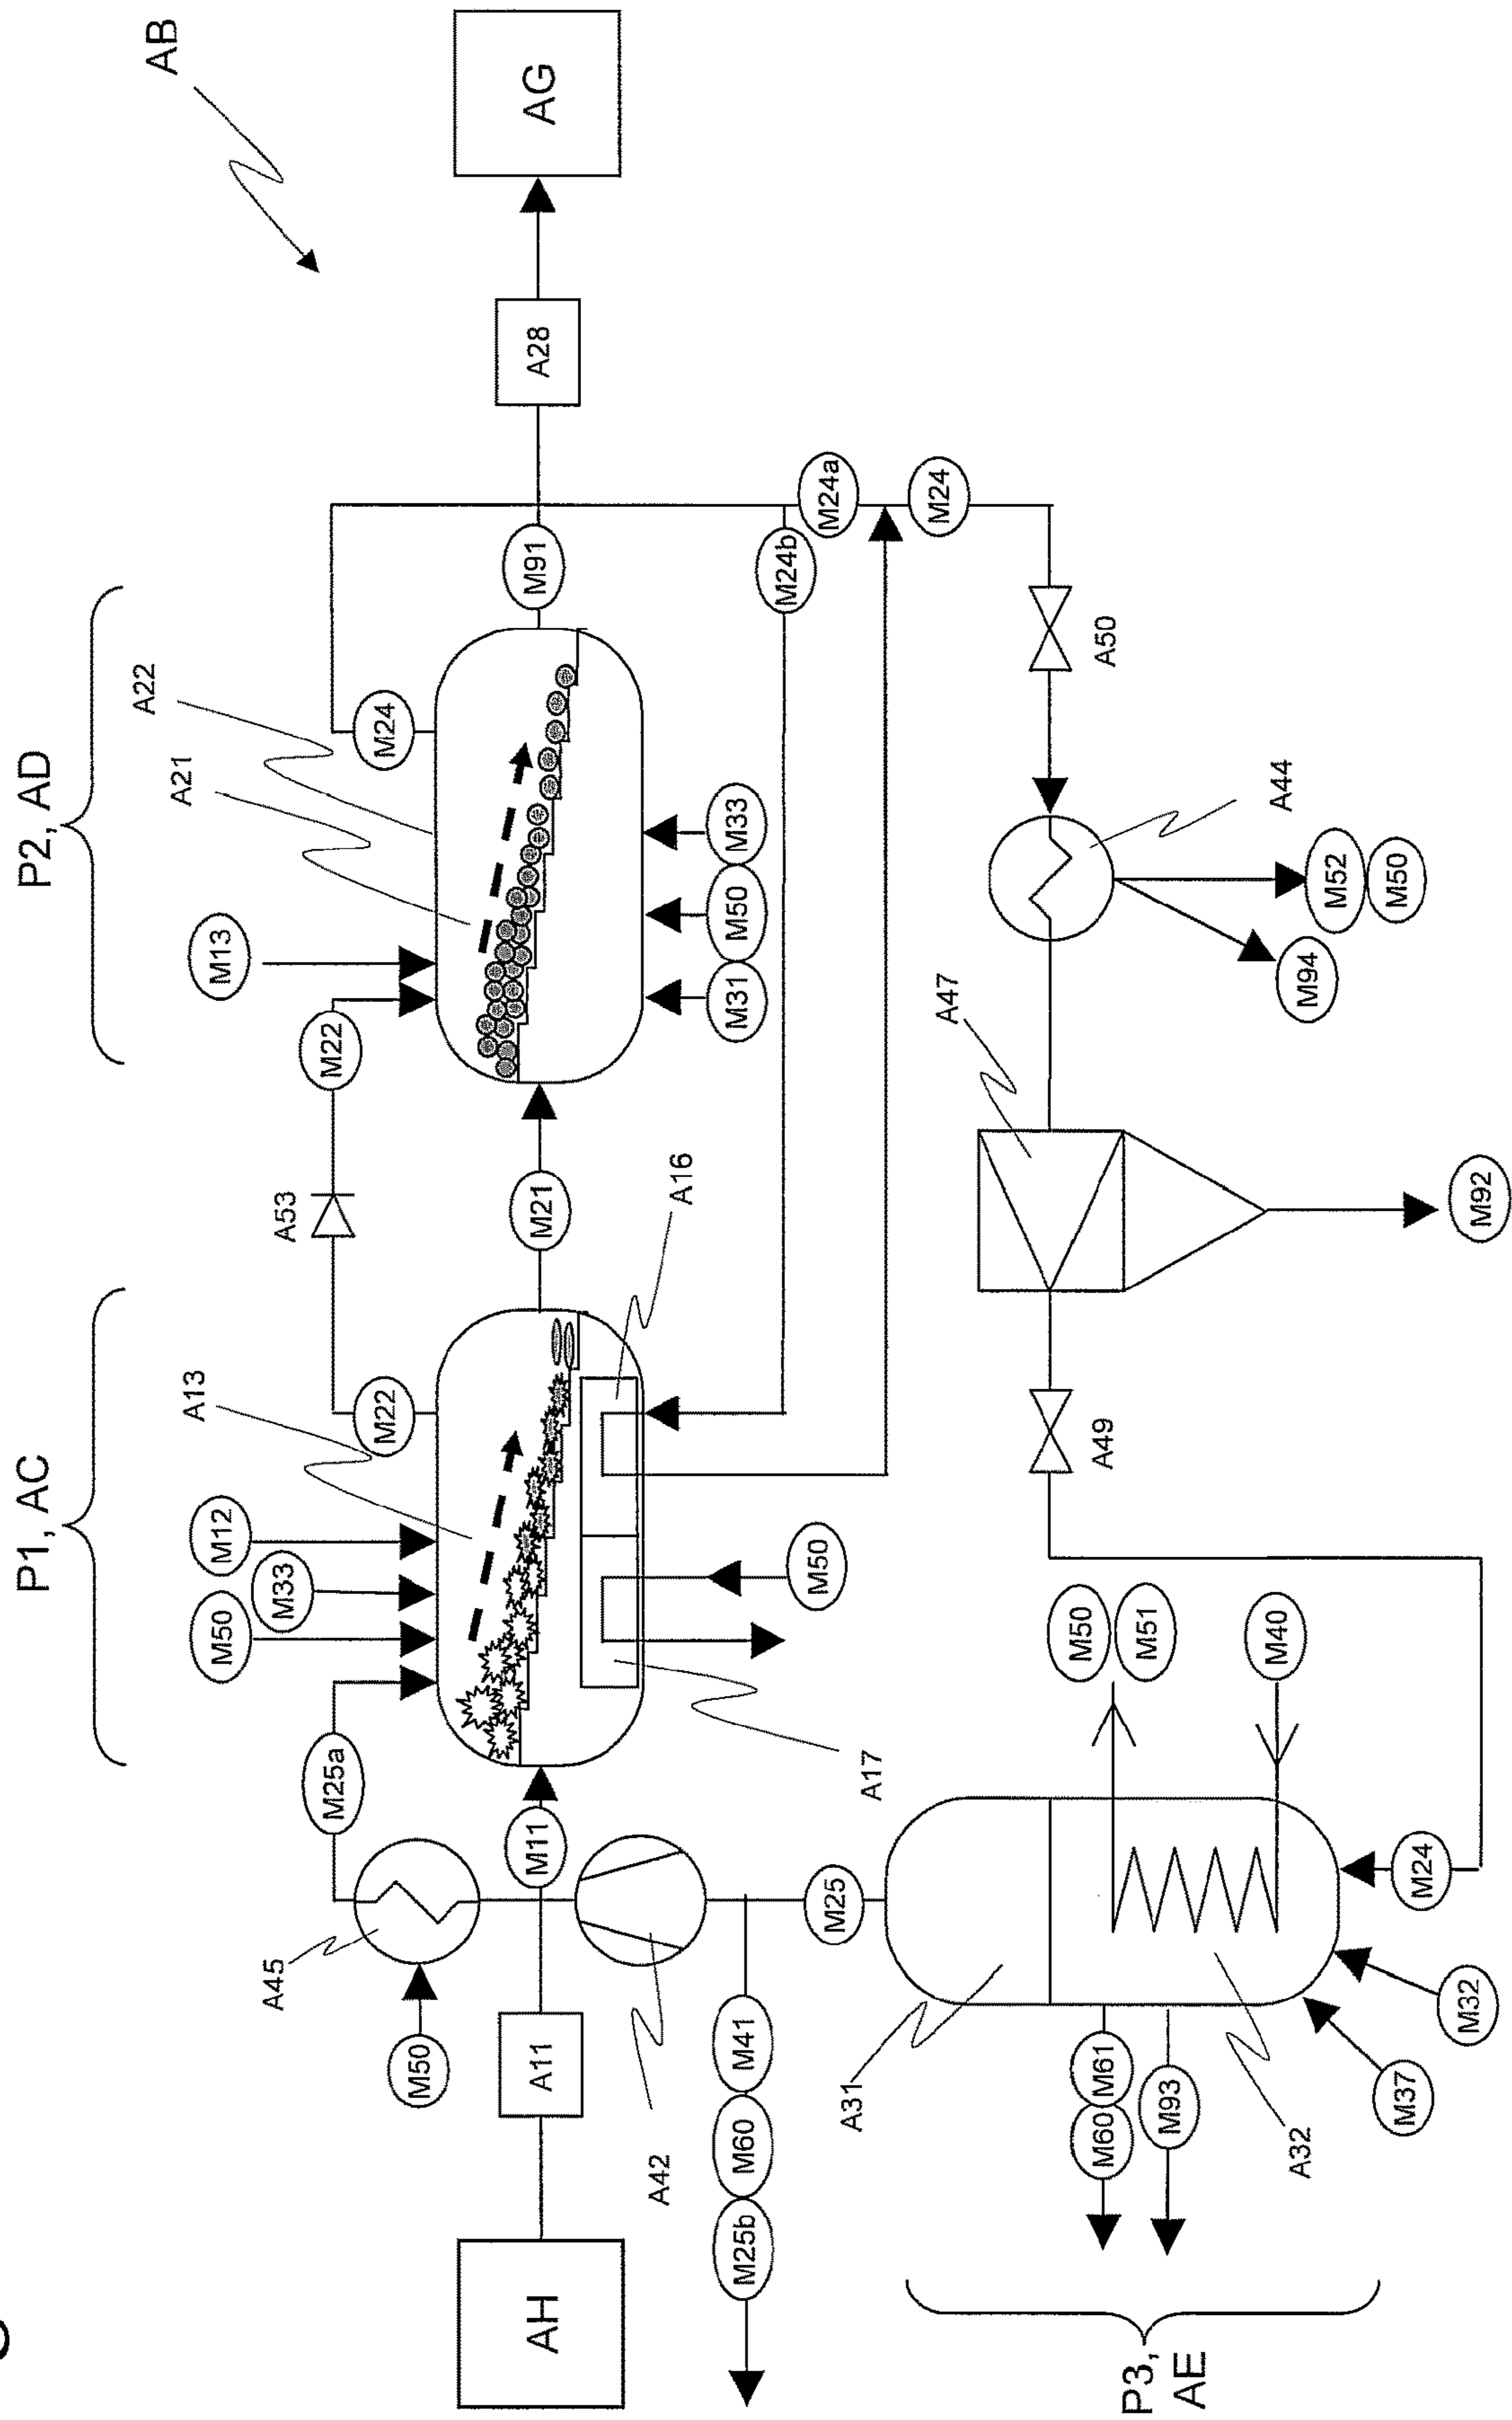 AB
P1, AC
P2, AD
M25a
M50
M33
M12
M22
A53
M22
M13
M24
A13
A21
A22
A45
M50
AH
A11
M11
M21
M91
A28
AG
A42
A17
M50
A16
M31
M50
M33
M24b
M24a
M24
M25b
M60
M41
M25
A31
M60
M61
M93
A32
M37
M32
M24
M50
M51
M40
A49
A47
M92
A44
M94
M52
M50
A50
P3,
AE